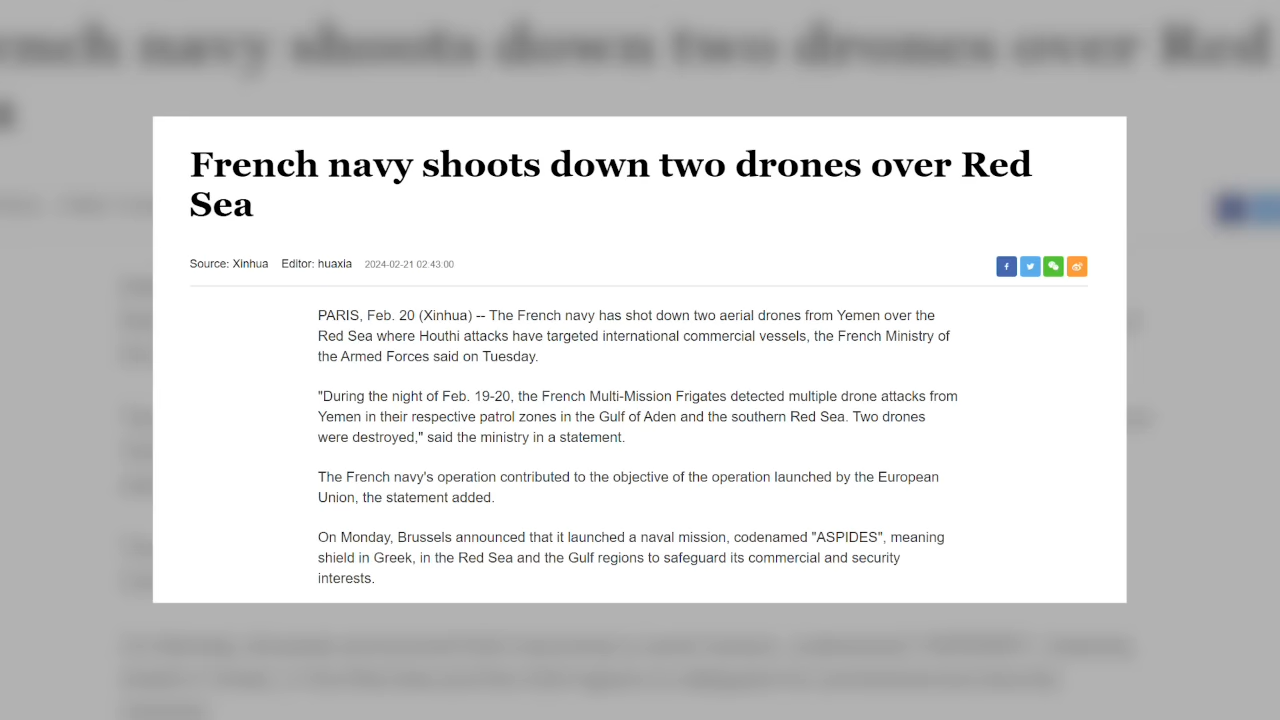 French navy shoots down two drones over Red
Sea
Source: Xinhua Editor: huaxia 2024-02-21 02:43:00
PARIS, Feb. 20 (Xinhua) -- The French navy has shot down two aerial drones from Yemen over the
Red Sea where Houthi attacks have targeted international commercial vessels, the French Ministry of
the Armed Forces said on Tuesday.
"During the night of Feb. 19-20, the French Multi-Mission Frigates detected multiple drone attacks from
Yemen in their respective patrol zones in the Gulf of Aden and the southern Red Sea. Two drones
were destroyed," said the ministry in a statement.
The French navy's operation contributed to the objective of the operation launched by the European
Union, the statement added.
On Monday, Brussels announced that it launched a naval mission, codenamed "ASPIDES", meaning
shield in Greek, in the Red Sea and the Gulf regions to safeguard its commercial and security
interests.